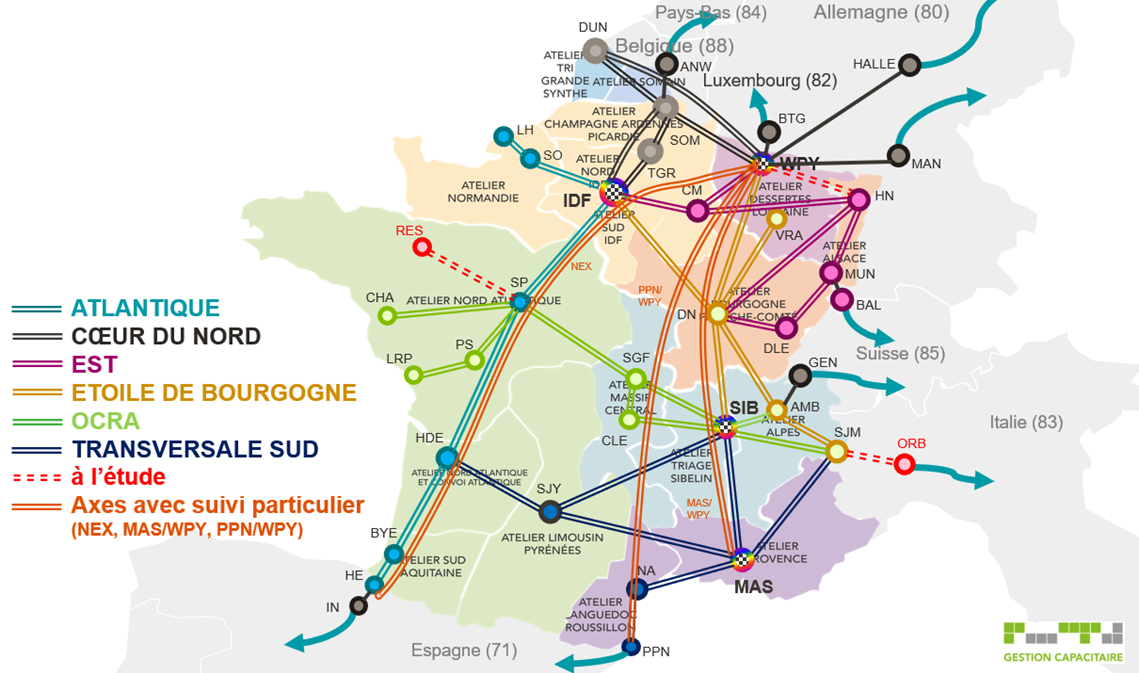 Pays-Bas (84)
Allemagne (80)
DUN
Belgique (88)
ANW
HALLE
Luxembourg (82)
ATELIER
TRI
GRANDE
SYNTHE
ATELIER SOMAIN
ATELIER
CHAMPAGNE ARDENNES
PICARDIE
BTG
LH
SOM
SO
WPY
MAN
ATELIER
NORD
TGR
CM
IDF
ATELIER
NORMANDIE
ATELIER
DESSERTES
LORRAINE
HN
ATELIER
SUD
IDF
RES
VRA
ATELIER
ALSACE
NEX
MUN
SP
PPN/
WPY
CHA
ATELIER NORD ATLANTIQUE
ATELIER
BOURGOGNE
FRANCHE-COMTÉ
BAL
DN
ATLANTIQUE
CŒUR DU NORD
EST
ETOILE DE BOURGOGNE
OCRA
TRANSVERSALE SUD
à l'étude
Axes avec suivi particulier
(NEX, MAS/WPY, PPN/WPY)
PS
LRP
SGF
DLE
Suisse (85)
GEN
ATELIER
MASSIF
CENTRAL
SIB
AMB
ATELIER
ALPES
Italie (83)
CLE
SJM
ORB
HDE
ATELIER NORD ATLANTIQUE
ET CONVOI ATLANTIQUE
ATELIER
TRIAGE
SIBELIN
SJY
MAS/
WPY
BYE
ATELIER LIMOUSIN
PYRÉNÉES
ATELIER SUD
AQUITAINE
ATELIER
PROVENCE
HE
NA
MAS
IN
ATELIER
LANGUEDOC
ROUSSILLON
Espagne (71)
PPN
GESTION CAPACITAIRE